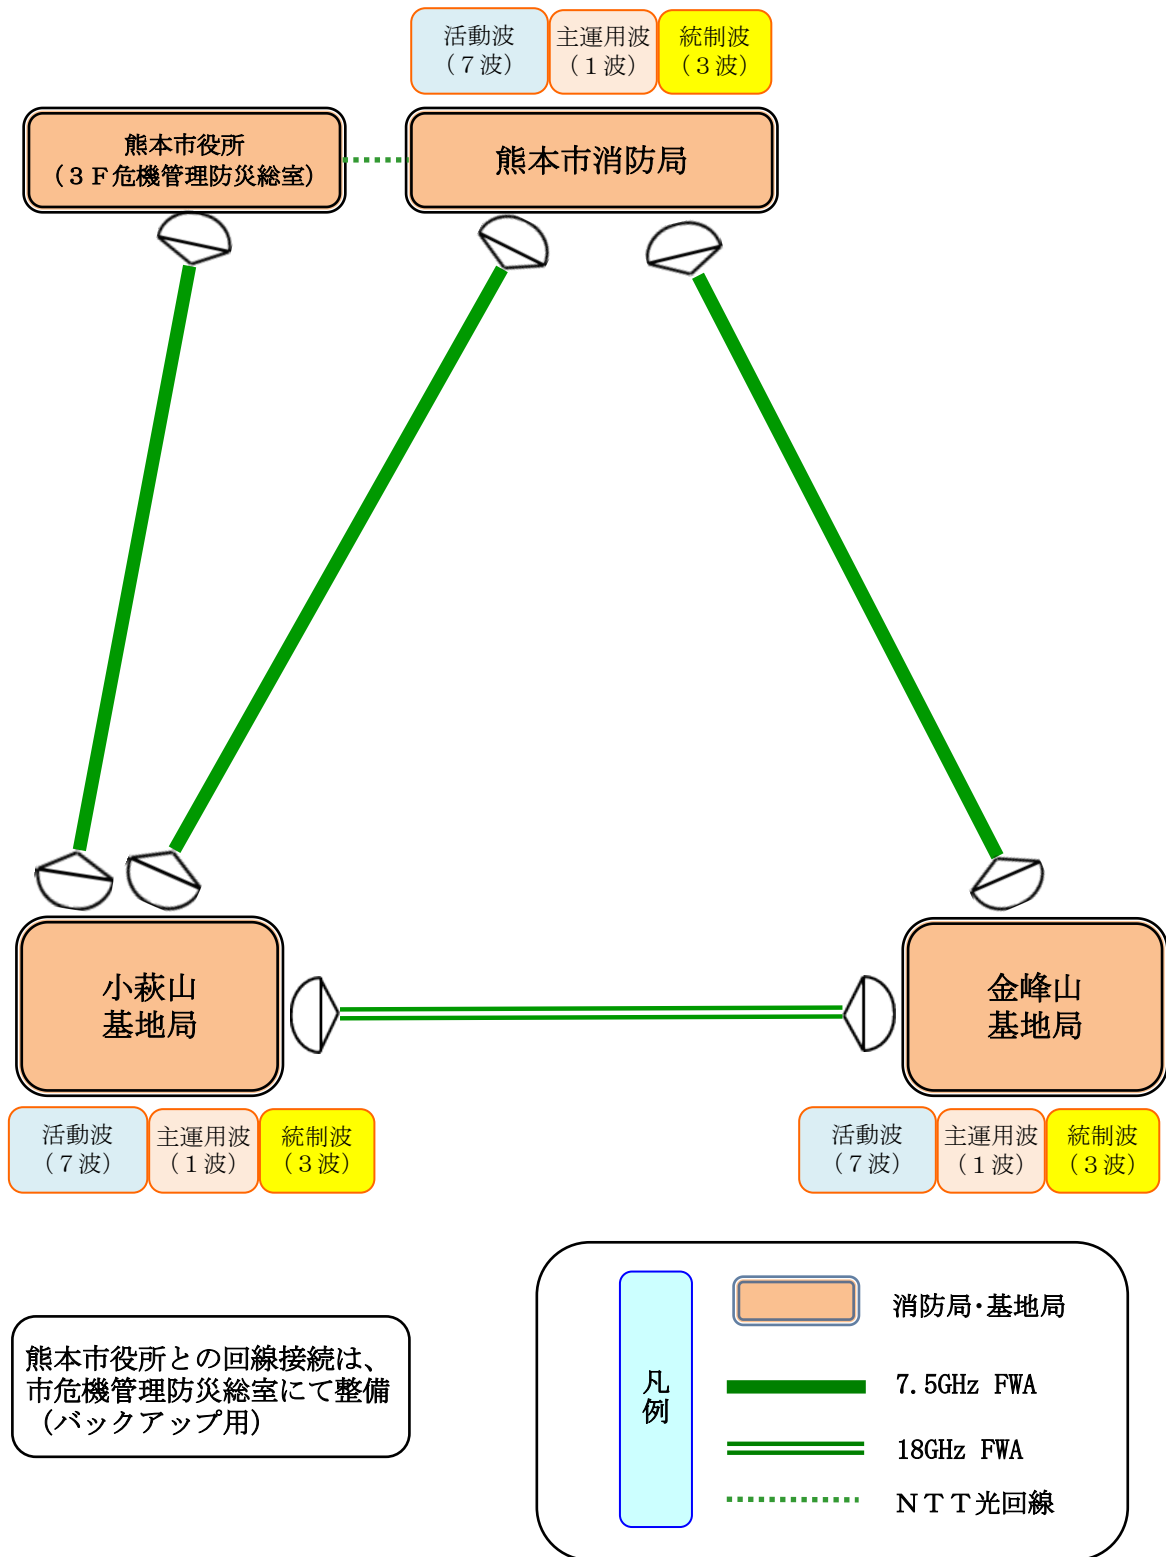 活動波
（７波）
主運用波
（１波）
統制波
（３波）
熊本市役所
（３Ｆ危機管理防災総室）
熊本市消防局
小萩山
基地局
金峰山
基地局
活動波
（７波）
主運用波
（１波）
統制波
（３波）
活動波
（７波）
主運用波
（１波）
統制波
（３波）
熊本市役所との回線接続は、
市危機管理防災総室にて整備
（バックアップ用）
凡
例
消防局・基地局
7.5GHz FWA
18GHz FWA
ＮＴＴ光回線